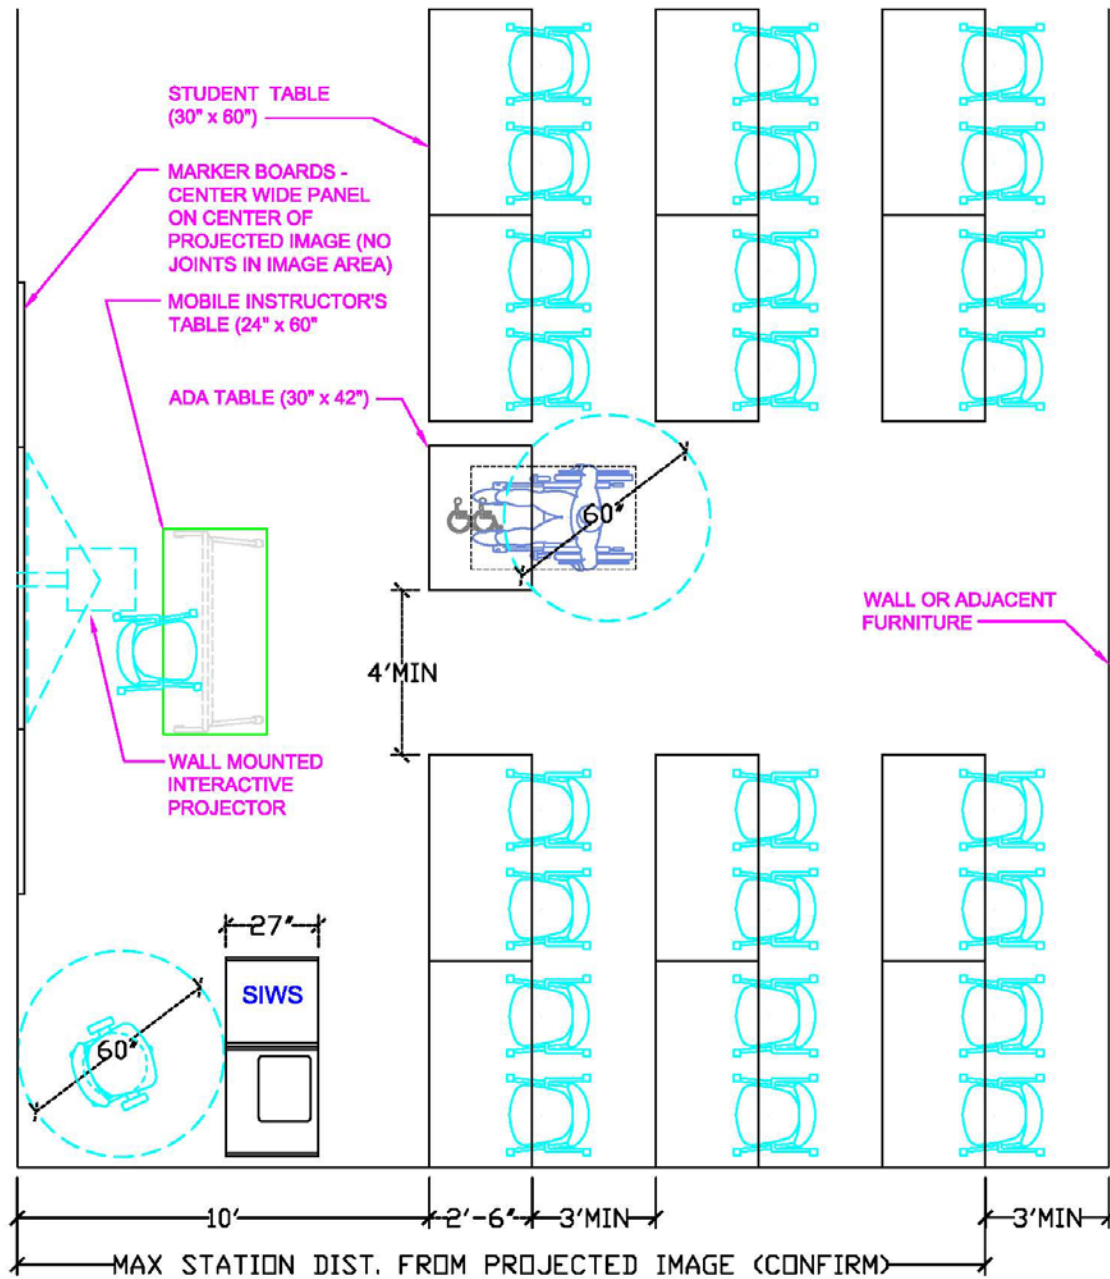 STUDENT TABLE
(30" x 60")
MARKER BOARDS -
CENTER WIDE PANEL
ON CENTER OF
PROJECTED IMAGE (NO
JOINTS IN IMAGE AREA)
MOBILE INSTRUCTOR'S
TABLE (24" x 60"
ADA TABLE (30" x 42")
60"
WALL OR ADJACENT
FURNITURE
4'MIN
WALL MOUNTED
INTERACTIVE
PROJECTOR
27"
SIWS
60"
10'
2'-6"
3'MIN
3'MIN
MAX STATION DIST. FROM PROJECTED IMAGE (CONFIRM)